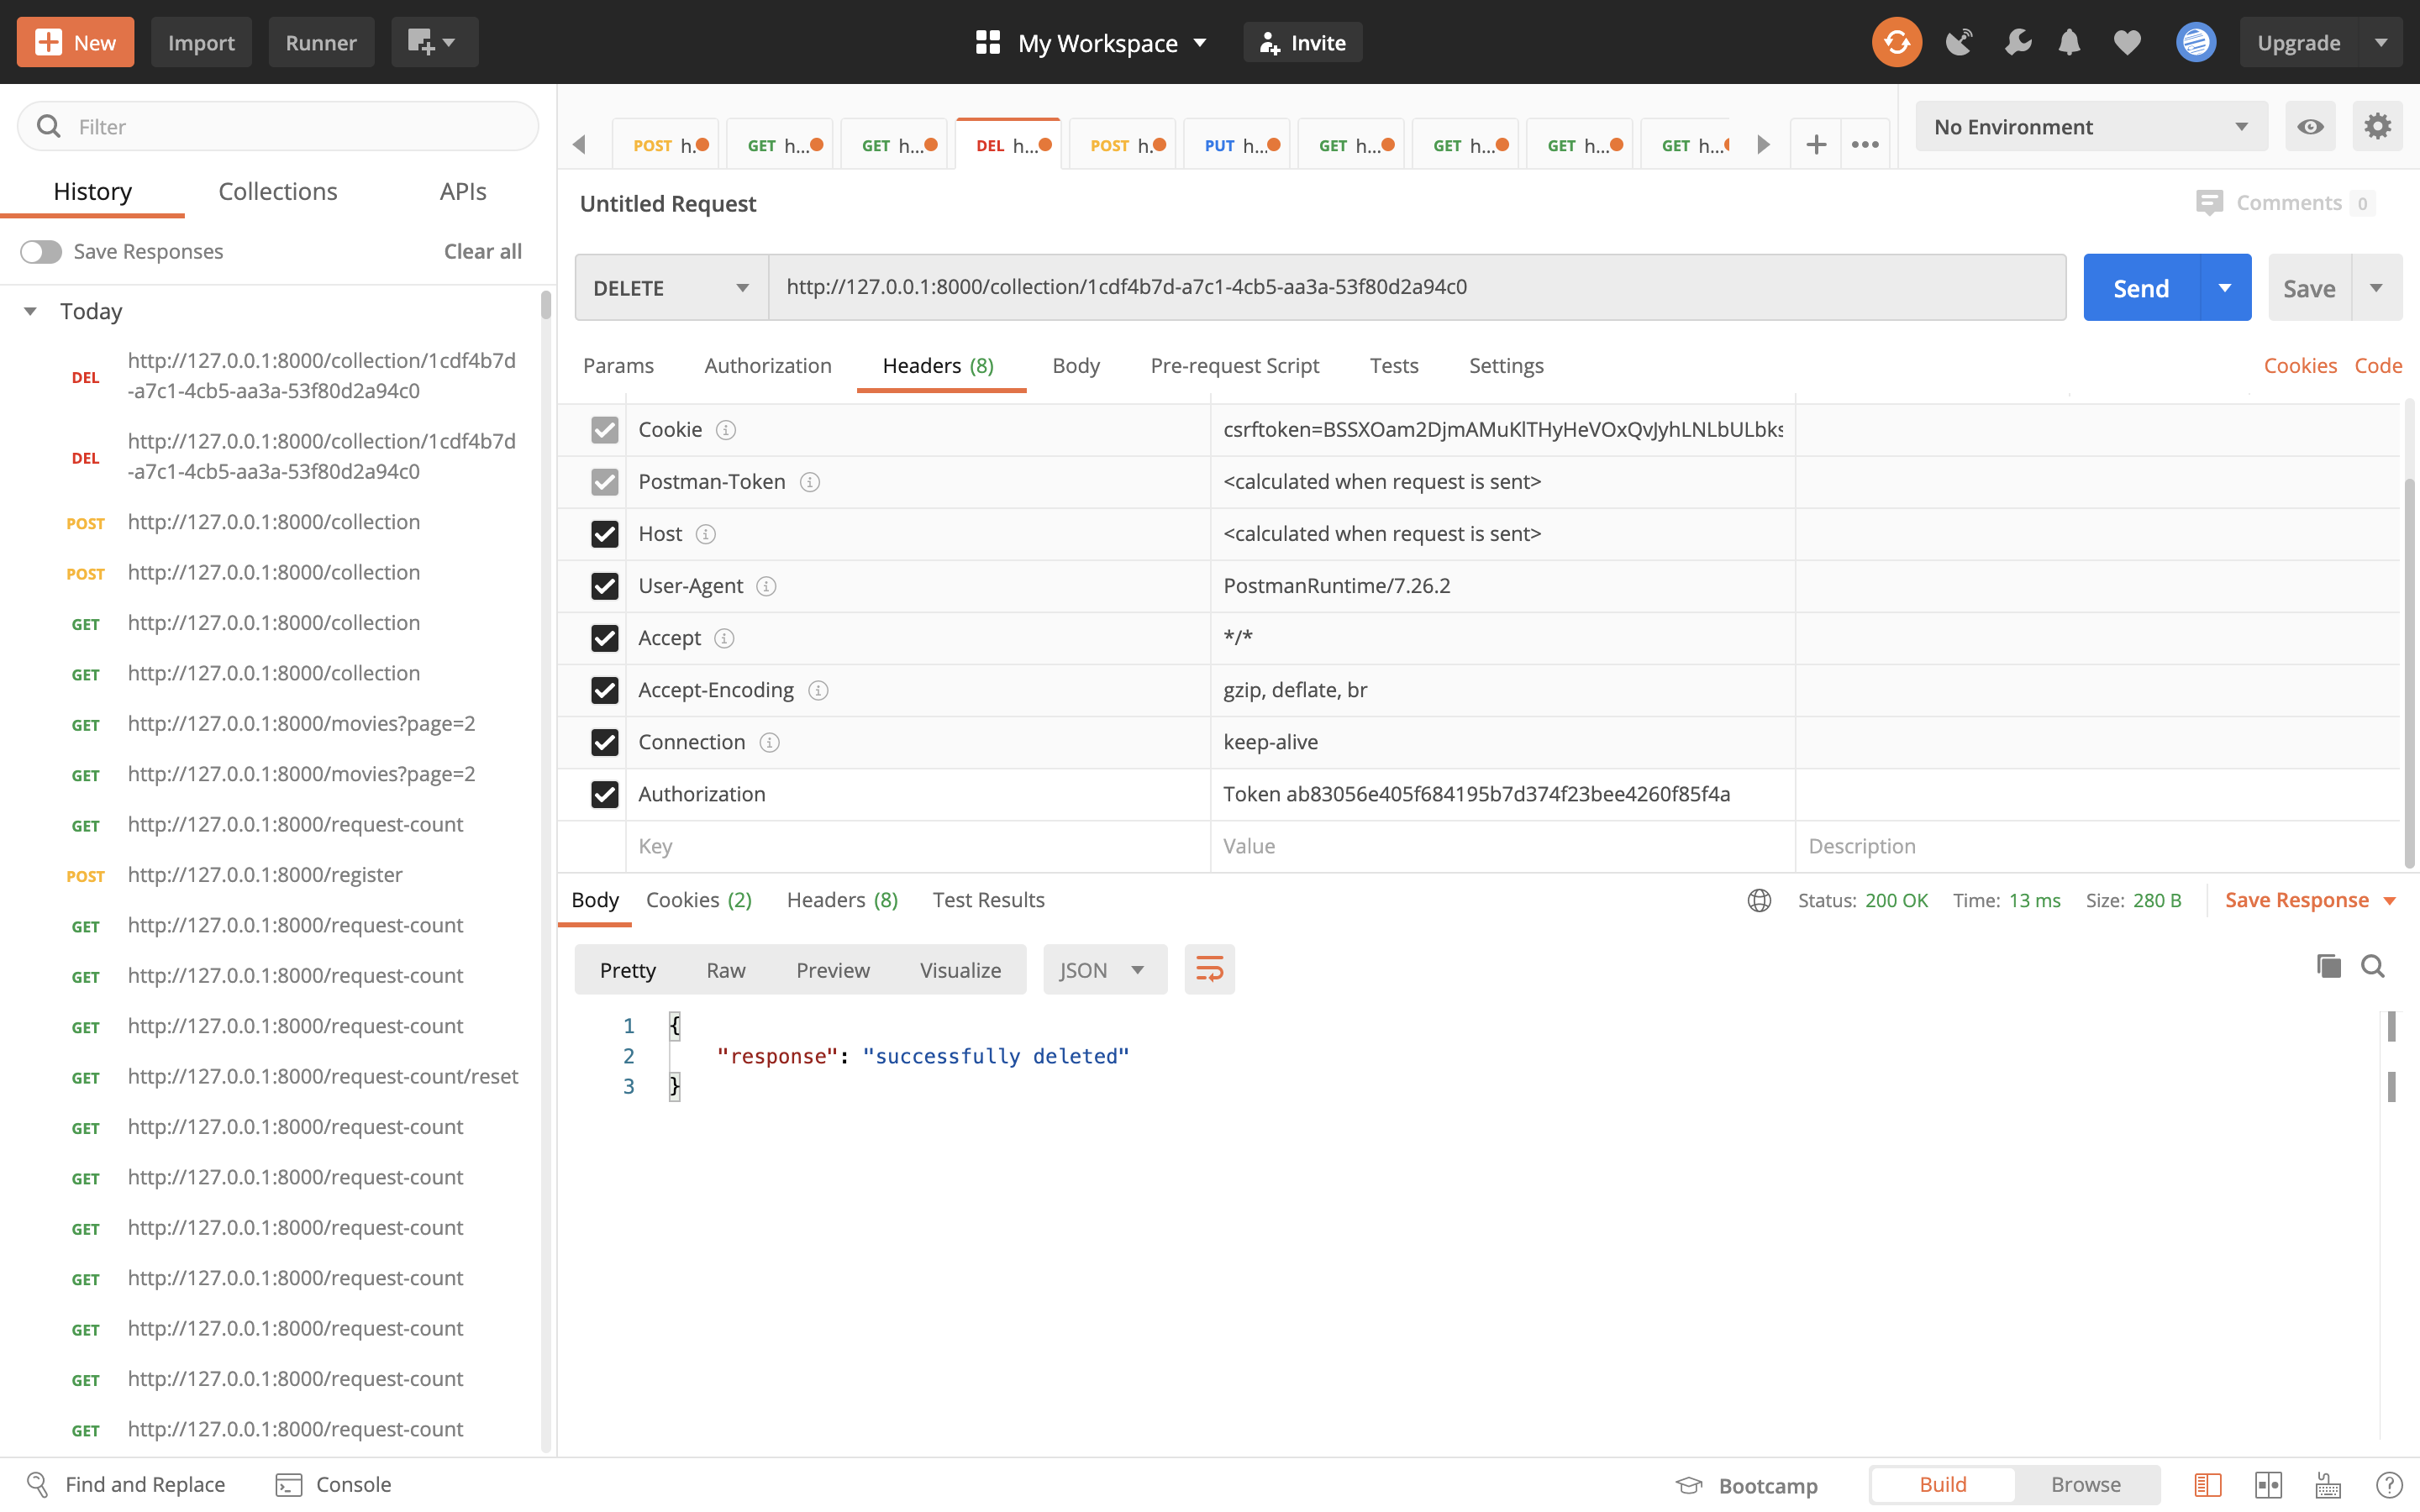 New
Import
Runner
My Workspace
Invite
Upgrade
Filter
History
Collections
APIs
Save Responses
Clear all
Today
DEL http://127.0.0.1:8000/collection/1cdf4b7d
-a7c1-4cb5-aa3a-53f80d2a94c0
DEL http://127.0.0.1:8000/collection/1cdf4b7d
-a7c1-4cb5-aa3a-53f80d2a94c0
POST http://127.0.0.1:8000/collection
POST http://127.0.0.1:8000/collection
GET http://127.0.0.1:8000/collection
GET http://127.0.0.1:8000/collection
GET http://127.0.0.1:8000/movies?page=2
GET http://127.0.0.1:8000/movies?page=2
GET http://127.0.0.1:8000/request-count
POST http://127.0.0.1:8000/register
GET http://127.0.0.1:8000/request-count
GET http://127.0.0.1:8000/request-count
GET http://127.0.0.1:8000/request-count
GET http://127.0.0.1:8000/request-count/reset
GET http://127.0.0.1:8000/request-count
GET http://127.0.0.1:8000/request-count
GET http://127.0.0.1:8000/request-count
GET http://127.0.0.1:8000/request-count
GET http://127.0.0.1:8000/request-count
GET http://127.0.0.1:8000/request-count
GET http://127.0.0.1:8000/request-count
POST h.
GET h...
GET h...
DEL h...
POST h.
PUT h...
GET h...
GET h...
GET h...
GET h...
No Environment
Untitled Request
Comments 0
DELETE
http://127.0.0.1:8000/collection/1cdf4b7d-a7c1-4cb5-aa3a-53f80d2a94c0
Send
Save
Params
Authorization
Headers (8)
Body
Pre-request Script
Tests
Settings
Cookies
Code
Cookie csrftoken=BSSXOam2DjmAMuKlTHyHeVOxQvJyhLNLbULbks
Postman-Token <calculated when request is sent>
Host <calculated when request is sent>
User-Agent PostmanRuntime/7.26.2
Accept */*
Accept-Encoding gzip, deflate, br
Connection keep-alive
Authorization Token ab83056e405f684195b7d374f23bee4260f85f4a
Key Value Description
Body
Cookies (2)
Headers (8)
Test Results
Status: 200 OK
Time: 13 ms
Size: 280 B
Save Response
Pretty
Raw
Preview
Visualize
JSON
1 {
2 "response": "successfully deleted"
3 }
Find and Replace
Console
Bootcamp
Build
Browse